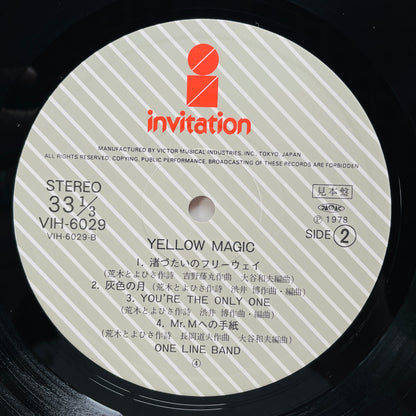 invitation
MANUFACTURED BY VICTOR MUSICAL INDUSTRIES, INC., TOKYO, JAPAN
ALL RIGHTS RESERVED. COPYING, PUBLIC PERFORMANCE, BROADCASTING OF THESE RECORDS ARE FORBIDDEN
STEREO
33 1/3
VIH-6029
VIH-6029-B
見本盤
JASRAC
Ⓟ 1978
SIDE ②
YELLOW MAGIC
1. 渚づたいのフリーウェイ
(荒木とよひさ作詩 吉野藤丸作曲 大谷和夫編曲)
2. 灰色の月 (荒木とよひさ作詩 渋井 博作曲・編曲)
3. YOU'RE THE ONLY ONE
(荒木とよひさ作詩 渋井 博作曲・編曲)
4. Mr.Mへの手紙
(荒木とよひさ作詩 長岡道夫作曲 大谷和夫編曲)
ONE LINE BAND
④